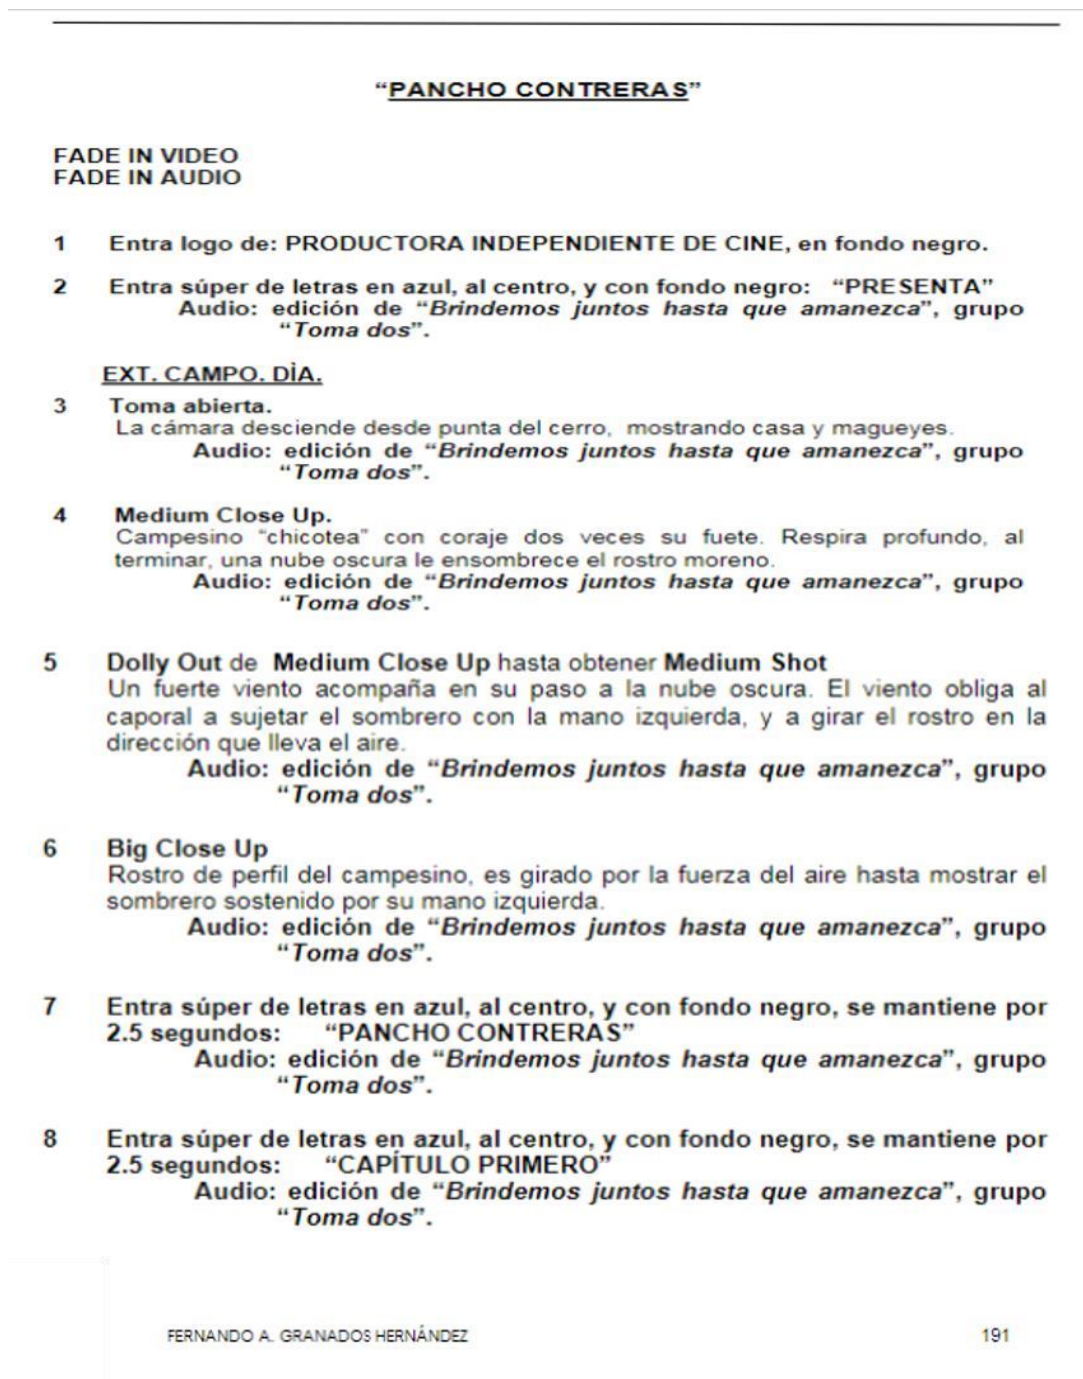 “PANCHO CONTRERAS”
FADE IN VIDEO
FADE IN AUDIO
1 Entra logo de: PRODUCTORA INDEPENDIENTE DE CINE, en fondo negro.
2 Entra súper de letras en azul, al centro, y con fondo negro: “PRESENTA”
Audio: edición de “Brindemos juntos hasta que amanezca”, grupo
“Toma dos”.
EXT. CAMPO. DÌA.
3 Toma abierta.
La cámara desciende desde punta del cerro, mostrando casa y magueyes.
Audio: edición de “Brindemos juntos hasta que amanezca”, grupo
“Toma dos”.
4 Medium Close Up.
Campesino “chicotea” con coraje dos veces su fuete. Respira profundo, al
terminar, una nube oscura le ensombrece el rostro moreno.
Audio: edición de “Brindemos juntos hasta que amanezca”, grupo
“Toma dos”.
5 Dolly Out de Medium Close Up hasta obtener Medium Shot
Un fuerte viento acompaña en su paso a la nube oscura. El viento obliga al
caporal a sujetar el sombrero con la mano izquierda, y a girar el rostro en la
dirección que lleva el aire.
Audio: edición de “Brindemos juntos hasta que amanezca”, grupo
“Toma dos”.
6 Big Close Up
Rostro de perfil del campesino, es girado por la fuerza del aire hasta mostrar el
sombrero sostenido por su mano izquierda.
Audio: edición de “Brindemos juntos hasta que amanezca”, grupo
“Toma dos”.
7 Entra súper de letras en azul, al centro, y con fondo negro, se mantiene por
2.5 segundos: “PANCHO CONTRERAS”
Audio: edición de “Brindemos juntos hasta que amanezca”, grupo
“Toma dos”.
8 Entra súper de letras en azul, al centro, y con fondo negro, se mantiene por
2.5 segundos: “CAPÍTULO PRIMERO”
Audio: edición de “Brindemos juntos hasta que amanezca”, grupo
“Toma dos”.
FERNANDO A. GRANADOS HERNÁNDEZ 191